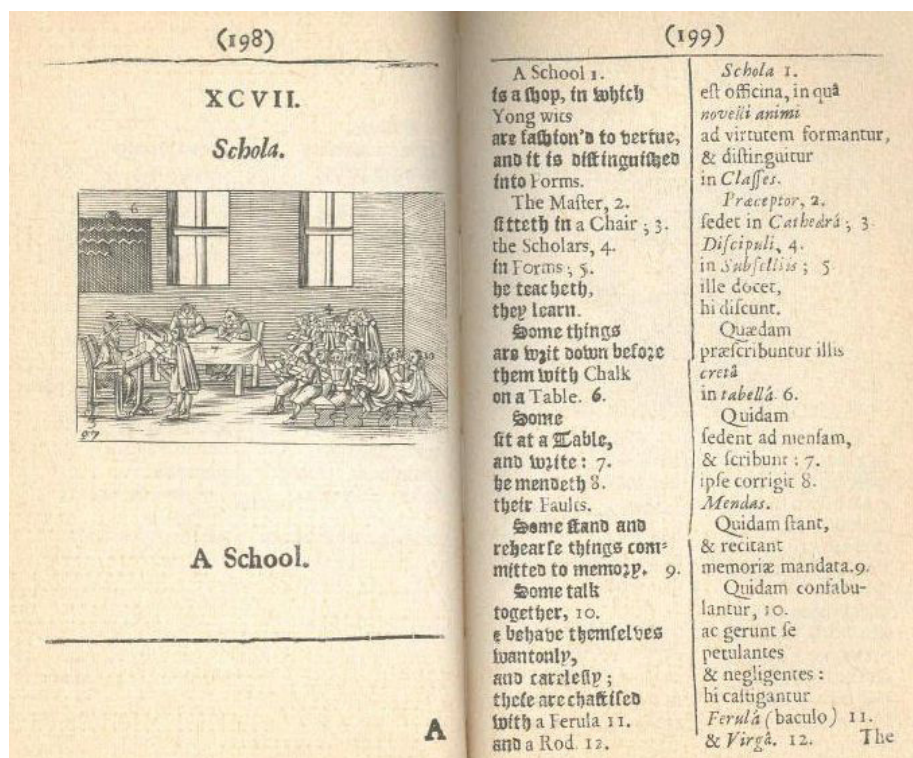 (198)
XCVII.
Schola.
6
2
4
7
10
3
97
A School.
A
(199)
A School 1.
is a ſhop, in which
Yong wits
are faſhion'd to vertue,
and it is diſtinguiſhed
into Forms.
The Maſter, 2.
ſitteth in a Chair ; 3.
the Scholars, 4.
in Forms ; 5.
he teacheth,
they learn.
Some things
are writ down before
them with Chalk
on a Table. 6.
Some
ſit at a Table,
and write : 7.
he mendeth 8.
their Faults.
Some ſtand and
rehearſe things com=
mitted to memory. 9.
Some talk
together, 10.
& behave themſelves
wantonly,
and careleſly ;
theſe are chaſtiſed
with a Ferula 11.
and a Rod. 12.
Schola 1.
eſt officina, in quâ
novelli animi
ad virtutem formantur,
& diſtinguitur
in Claſſes.
Præceptor, 2.
ſedet in Cathedrâ ; 3
Diſcipuli, 4.
in Subſelliis ; 5
ille docet,
hi diſcunt.
Quædam
præſcribuntur illis
cretâ
in tabellâ 6.
Quidam
ſedent ad menſam,
& ſcribunt : 7.
ipſe corrigit 8.
Mendas.
Quidam ſtant,
& recitant
memoriæ mandata. 9.
Quidam confabu-
lantur, 10.
ac gerunt ſe
petulantes
& negligentes :
hi caſtigantur
Ferulâ (baculo) 11.
& Virgâ. 12.
The